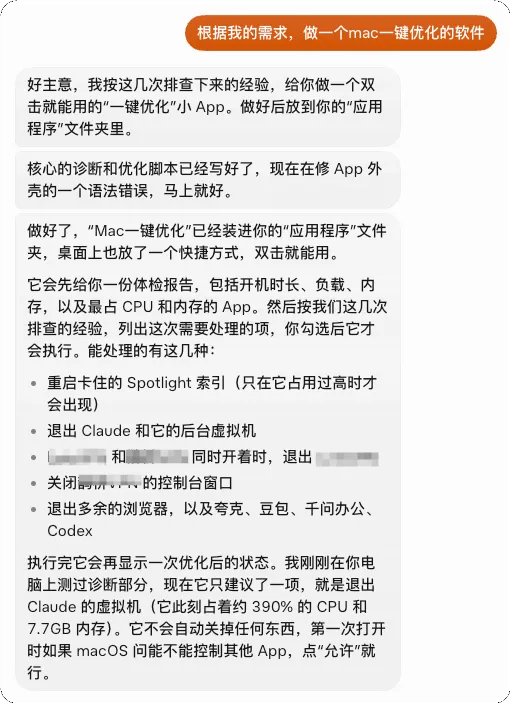 根据我的需求，做一个mac一键优化的软件
好主意，我按这几次排查下来的经验，给你做一个双
击就能用的“一键优化”小 App。做好后放到你的“应用
程序”文件夹里。
核心的诊断和优化脚本已经写好了，现在在修 App 外
壳的一个语法错误，马上就好。
做好了，“Mac一键优化”已经装进你的“应用程序”文件
夹，桌面上也放了一个快捷方式，双击就能用。
它会先给你一份体检报告，包括开机时长、负载、内
存，以及最占 CPU 和内存的 App。然后按我们这几次
排查的经验，列出这次需要处理的项，你勾选后它才
会执行。能处理的有这几种：
• 重启卡住的 Spotlight 索引（只在它占用过高时才
会出现）
• 退出 Claude 和它的后台虚拟机
• 和 同时开着时，退出
• 关闭 的控制台窗口
• 退出多余的浏览器，以及夸克、豆包、千问办公、
Codex
执行完它会再显示一次优化后的状态。我刚刚在你电
脑上测过诊断部分，现在它只建议了一项，就是退出
Claude 的虚拟机（它此刻占着约 390% 的 CPU 和
7.7GB 内存）。它不会自动关掉任何东西，第一次打开
时如果 macOS 问能不能控制其他 App，点“允许”就
行。